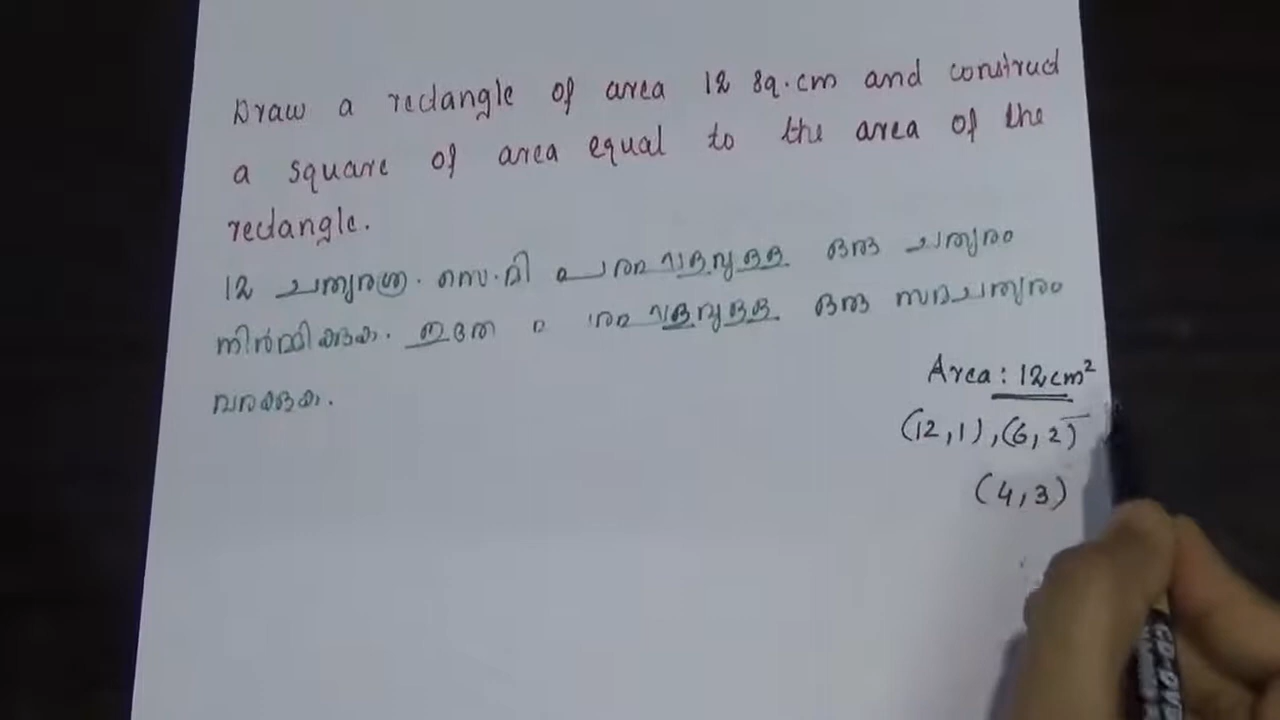 Draw a rectangle of area 12 sq.cm and construct
a square of area equal to the area of the
rectangle.
12 ചതുരശ്ര. സെ.മി പരപ്പളവുള്ള ഒരു ചതുരം
നിർമ്മിക്കുക. ഇതേ പരപ്പളവുള്ള ഒരു സമചതുരം
വരക്കുക.
Area : 12cm²
(12,1),(6,2)
(4,3)